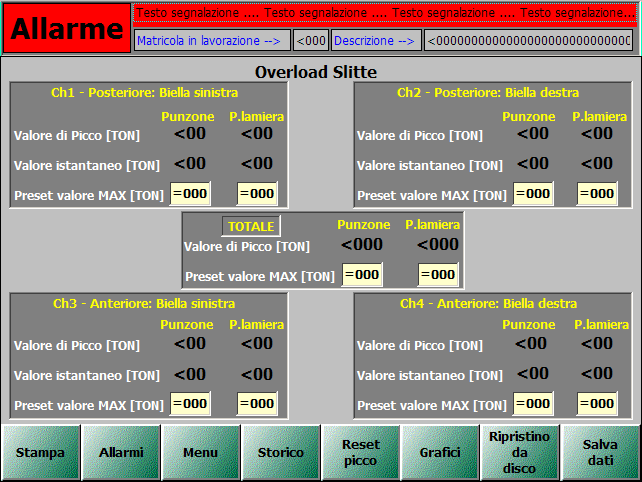 Allarme
Testo segnalazione .... Testo segnalazione .... Testo segnalazione .... Testo segnalazione ....
Matricola in lavorazione --> <000 Descrizione --> <0000000000000000000000000000
Overload Slitte
Ch1 - Posteriore: Biella sinistra
Punzone P.lamiera
Valore di Picco [TON] <00 <00
Valore istantaneo [TON] <00 <00
Preset valore MAX [TON] =000 =000
Ch2 - Posteriore: Biella destra
Punzone P.lamiera
Valore di Picco [TON] <00 <00
Valore istantaneo [TON] <00 <00
Preset valore MAX [TON] =000 =000
TOTALE Punzone P.lamiera
Valore di Picco [TON] <000 <000
Preset valore MAX [TON] =000 =000
Ch3 - Anteriore: Biella sinistra
Punzone P.lamiera
Valore di Picco [TON] <00 <00
Valore istantaneo [TON] <00 <00
Preset valore MAX [TON] =000 =000
Ch4 - Anteriore: Biella destra
Punzone P.lamiera
Valore di Picco [TON] <00 <00
Valore istantaneo [TON] <00 <00
Preset valore MAX [TON] =000 =000
Stampa
Allarmi
Menu
Storico
Reset
picco
Grafici
Ripristino
da
disco
Salva
dati